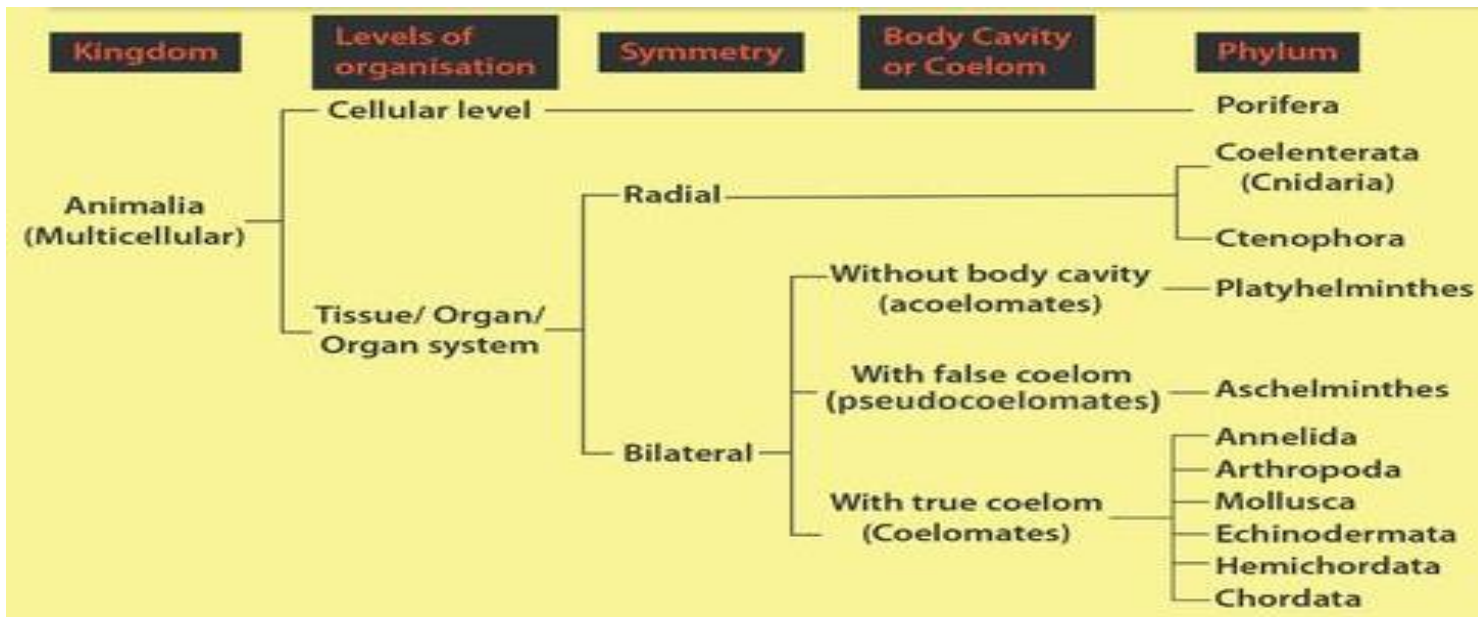 Kingdom
Levels of
organisation
Symmetry
Body Cavity
or Coelom
Phylum
Cellular level
Porifera
Animalia
(Multicellular)
Radial
Coelenterata
(Cnidaria)
Ctenophora
Tissue/ Organ/
Organ system
Bilateral
Without body cavity
(acoelomates)
Platyhelminthes
With false coelom
(pseudocoelomates)
Aschelminthes
With true coelom
(Coelomates)
Annelida
Arthropoda
Mollusca
Echinodermata
Hemichordata
Chordata